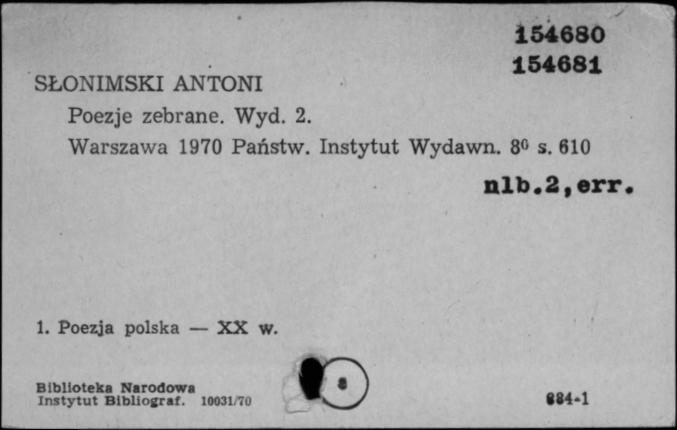 154680
154681
SŁONIMSKI ANTONI
Poezje zebrane. Wyd. 2.
Warszawa 1970 Państw. Instytut Wydawn. 8⁰ s. 610
nlb.2,err.
1. Poezja polska — XX w.
Biblioteka Narodowa
Instytut Bibliograf. 10031/70
8
884-1